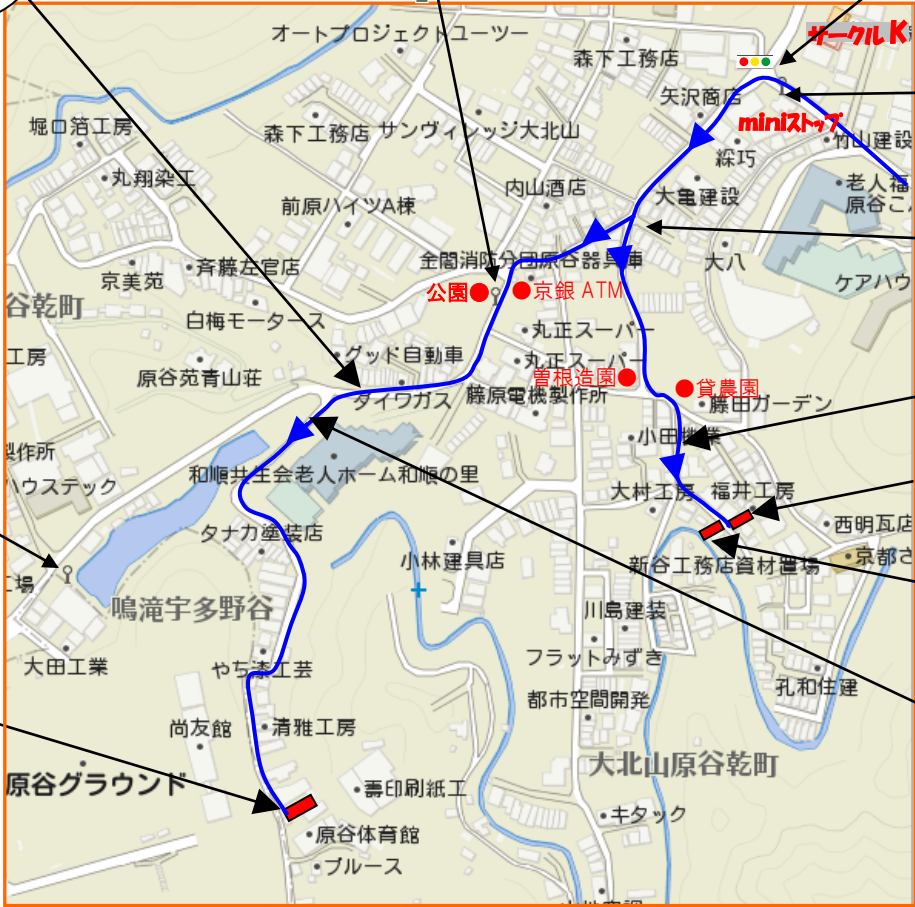 サークルK
オートプロジェクトユーツー
森下工務店
矢沢商店
miniストップ
堀口箔工房
森下工務店
サンヴィレッジ大北山
竹山建設
綵巧
丸翔染工
内山酒店
大亀建設
老人福
原谷こ
前原ハイツA棟
金閣消防分団原谷器具庫
大八
京美苑
斉藤左官店
ケアハウ
公園
京銀 ATM
谷乾町
白梅モータース
丸正スーパー
工房
グッド自動車
丸正スーパー
原谷苑青山荘
曽根造園
貸農園
ダイワガス
藤原電機製作所
藤田ガーデン
製作所
小田機業
ハウステック
和順共生会老人ホーム和順の里
大村工房
福井工房
タナカ塗装店
西明瓦店
小林建具店
新谷工務店資材置場
京都さ
工場
鳴滝宇多野谷
川島建装
大田工業
やち漆工芸
フラットみずき
孔和住建
尚友館
清雅工房
都市空間開発
大北山原谷乾町
原谷グラウンド
壽印刷紙工
キタック
原谷体育館
ブルース